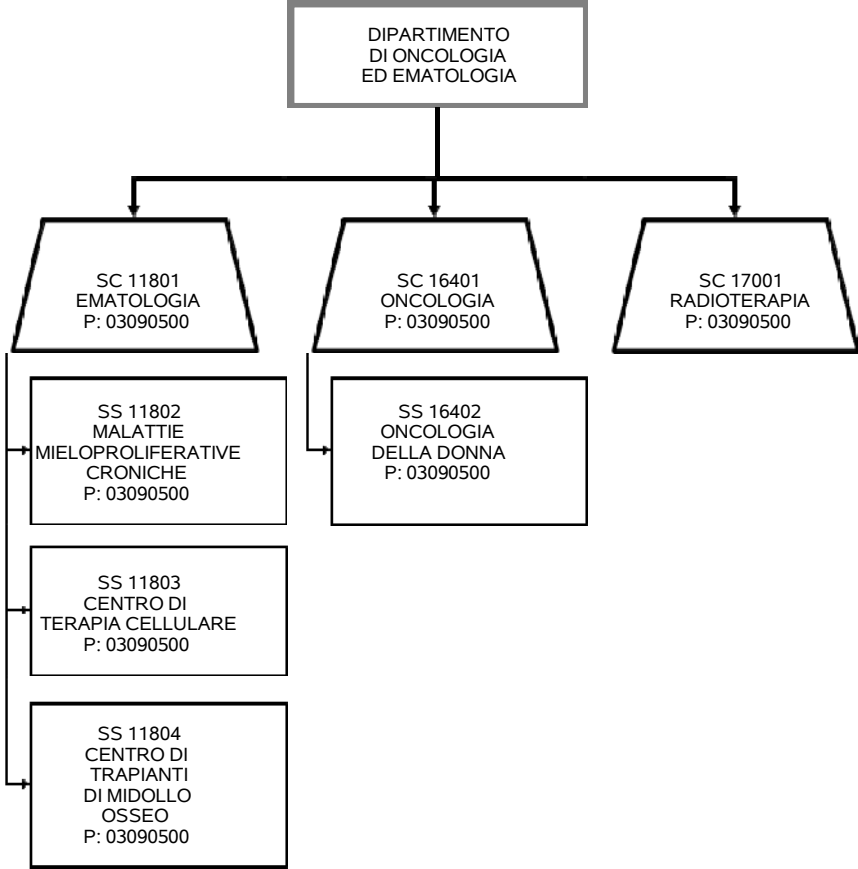 DIPARTIMENTO
DI ONCOLOGIA
ED EMATOLOGIA
SC 11801
EMATOLOGIA
P: 03090500
SC 16401
ONCOLOGIA
P: 03090500
SC 17001
RADIOTERAPIA
P: 03090500
SS 11802
MALATTIE
MIELOPROLIFERATIVE
CRONICHE
P: 03090500
SS 16402
ONCOLOGIA
DELLA DONNA
P: 03090500
SS 11803
CENTRO DI
TERAPIA CELLULARE
P: 03090500
SS 11804
CENTRO DI
TRAPIANTI
DI MIDOLLO
OSSEO
P: 03090500